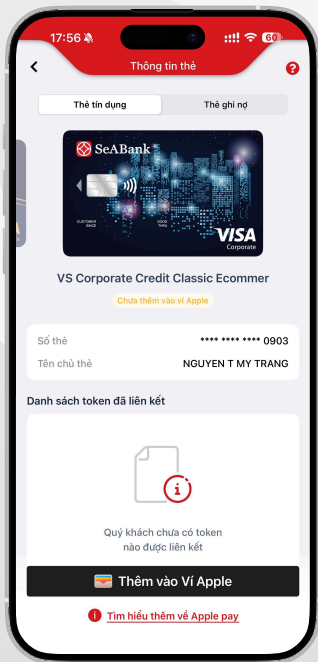 17:56
60
Thông tin thẻ
?
Thẻ tín dụng
Thẻ ghi nợ
SeABank
CUSTOMER SINCE
GOOD THRU
VISA
Corporate
VS Corporate Credit Classic Ecommer
Chưa thêm vào ví Apple
Số thẻ
**** **** **** 0903
Tên chủ thẻ
NGUYEN T MY TRANG
Danh sách token đã liên kết
Quý khách chưa có token
nào được liên kết
Thêm vào Ví Apple
Tìm hiểu thêm về Apple pay